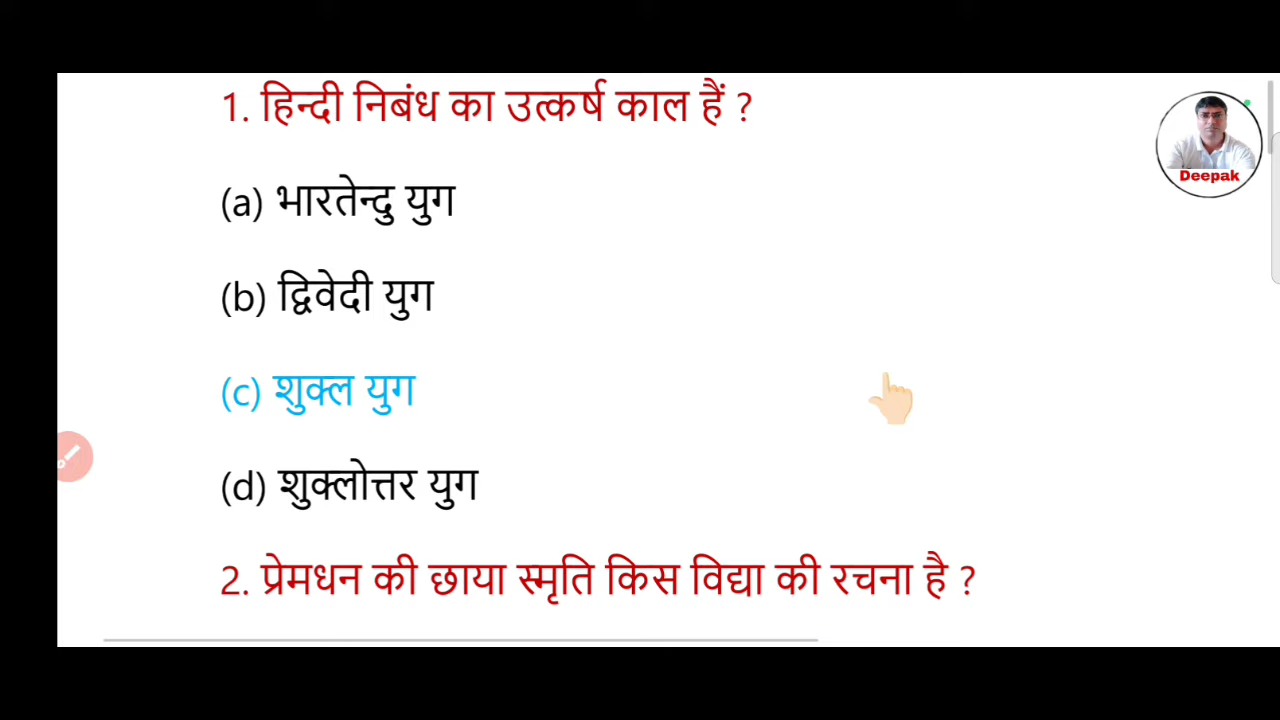 1. हिन्दी निबंध का उत्कर्ष काल हैं ?
(a) भारतेन्दु युग
(b) द्विवेदी युग
(c) शुक्ल युग
(d) शुक्लोत्तर युग
2. प्रेमधन की छाया स्मृति किस विद्या की रचना है ?
Deepak